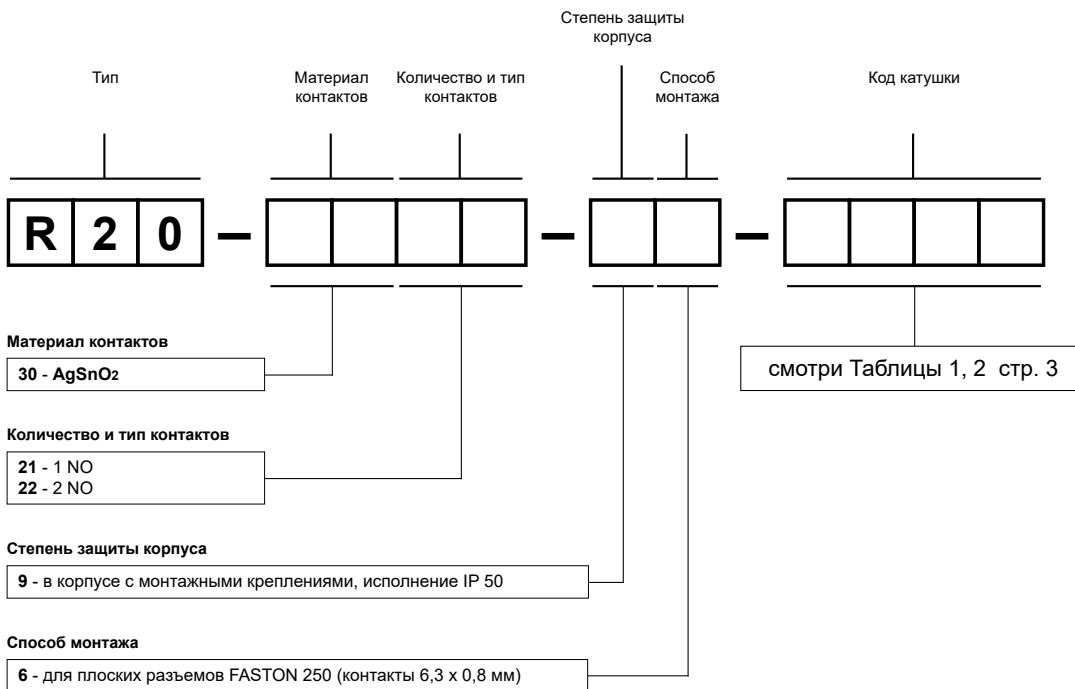 Степень защиты
корпуса
Тип
Материал
контактов
Количество и тип
контактов
Способ
монтажа
Код катушки
R 2 0 – –  –
Материал контактов
30 - AgSnO2
смотри Таблицы 1, 2 стр. 3
Количество и тип контактов
21 - 1 NO
22 - 2 NO
Степень защиты корпуса
9 - в корпусе с монтажными креплениями, исполнение IP 50
Способ монтажа
6 - для плоских разъемов FASTON 250 (контакты 6,3 x 0,8 мм)